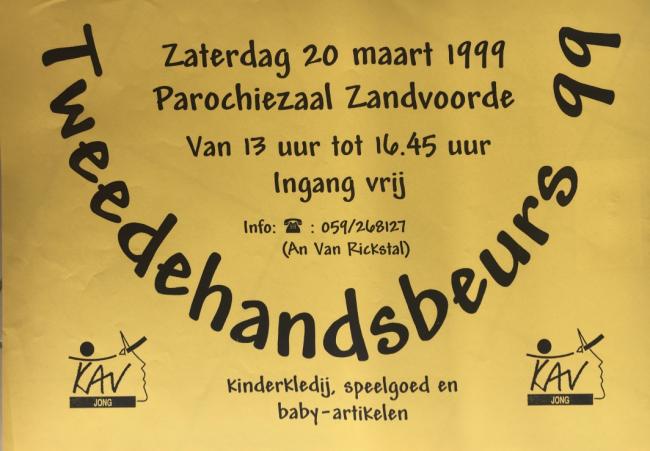 Tweedehandsbeurs 99
Zaterdag 20 maart 1999
Parochiezaal Zandvoorde
Van 13 uur tot 16.45 uur
Ingang vrij
Info: ☎ : 059/268127
(An Van Rickstal)
Kinderkledij, speelgoed en
baby-artikelen
KAV
JONG
KAV
JONG